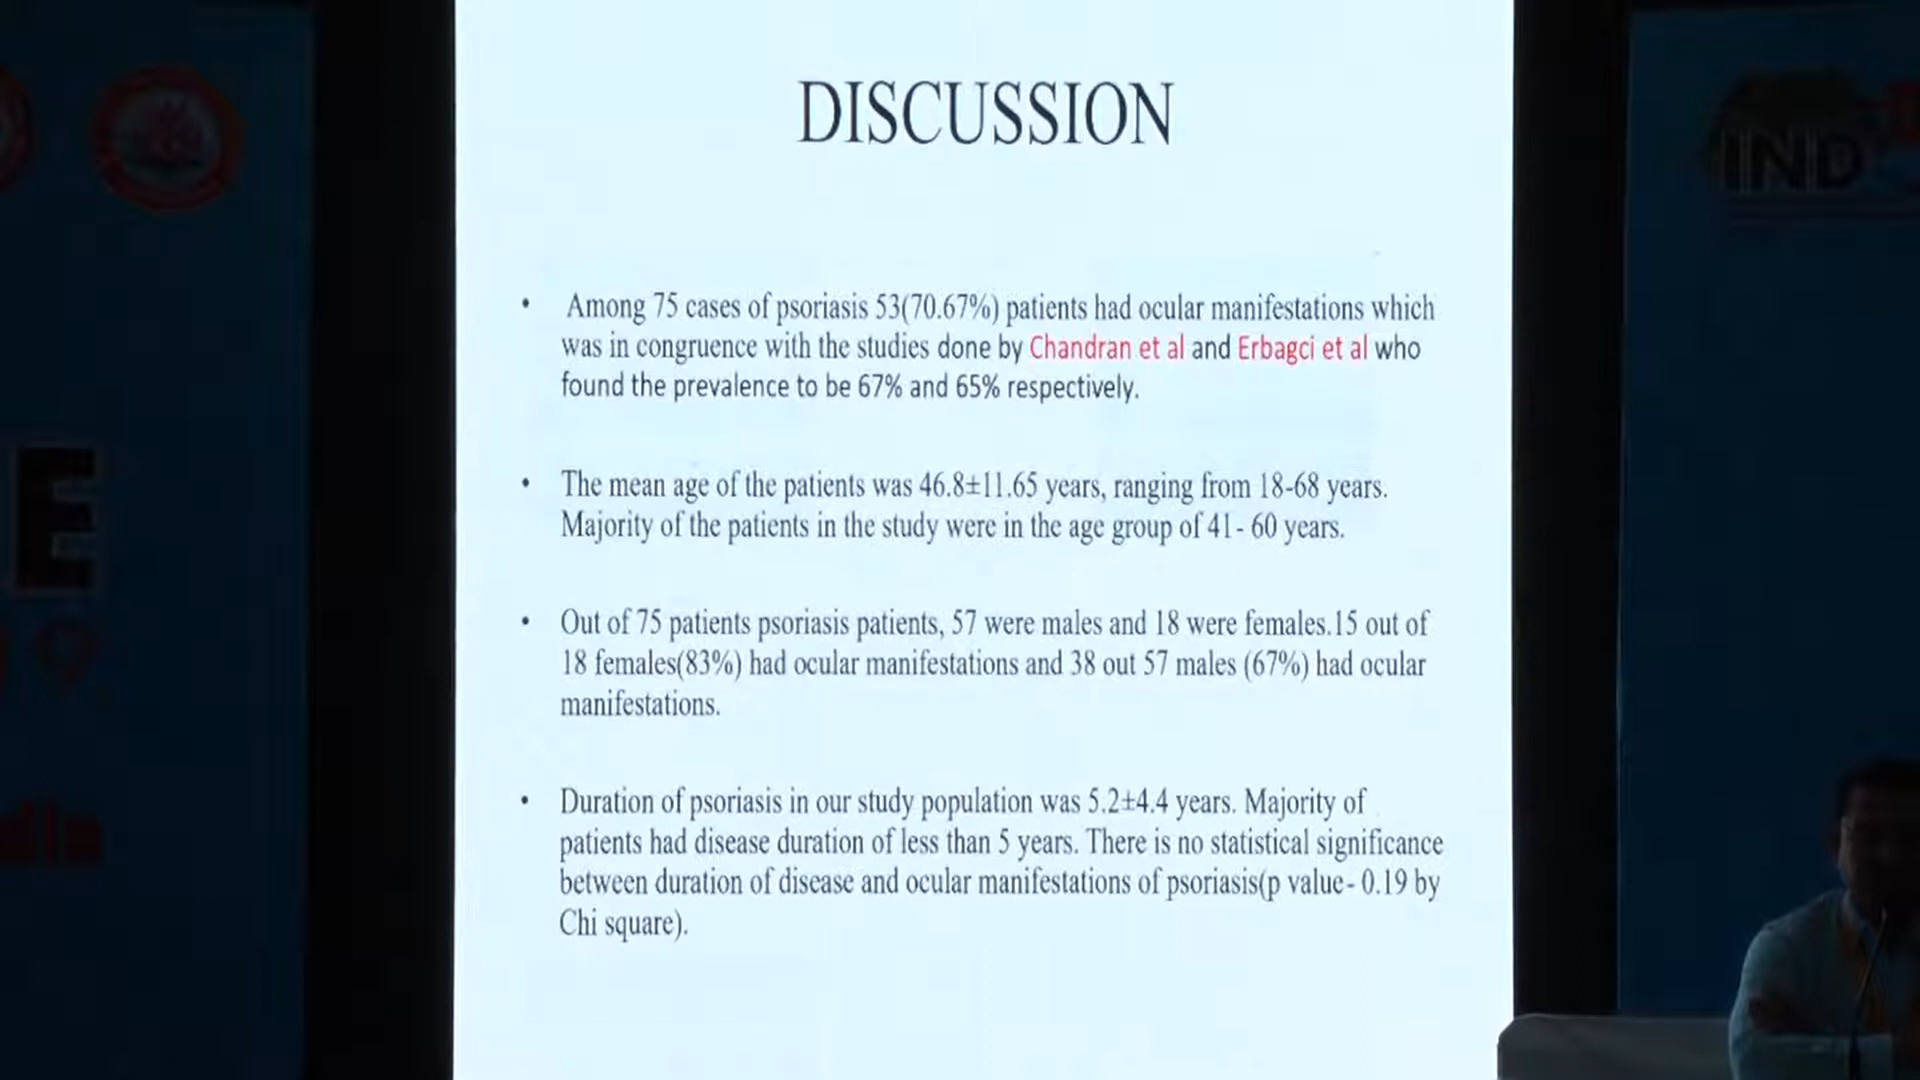 DISCUSSION
• Among 75 cases of psoriasis 53(70.67%) patients had ocular manifestations which
was in congruence with the studies done by Chandran et al and Erbagci et al who
found the prevalence to be 67% and 65% respectively.
• The mean age of the patients was 46.8±11.65 years, ranging from 18-68 years.
Majority of the patients in the study were in the age group of 41- 60 years.
• Out of 75 patients psoriasis patients, 57 were males and 18 were females.15 out of
18 females(83%) had ocular manifestations and 38 out 57 males (67%) had ocular
manifestations.
• Duration of psoriasis in our study population was 5.2±4.4 years. Majority of
patients had disease duration of less than 5 years. There is no statistical significance
between duration of disease and ocular manifestations of psoriasis(p value- 0.19 by
Chi square).
E
IND